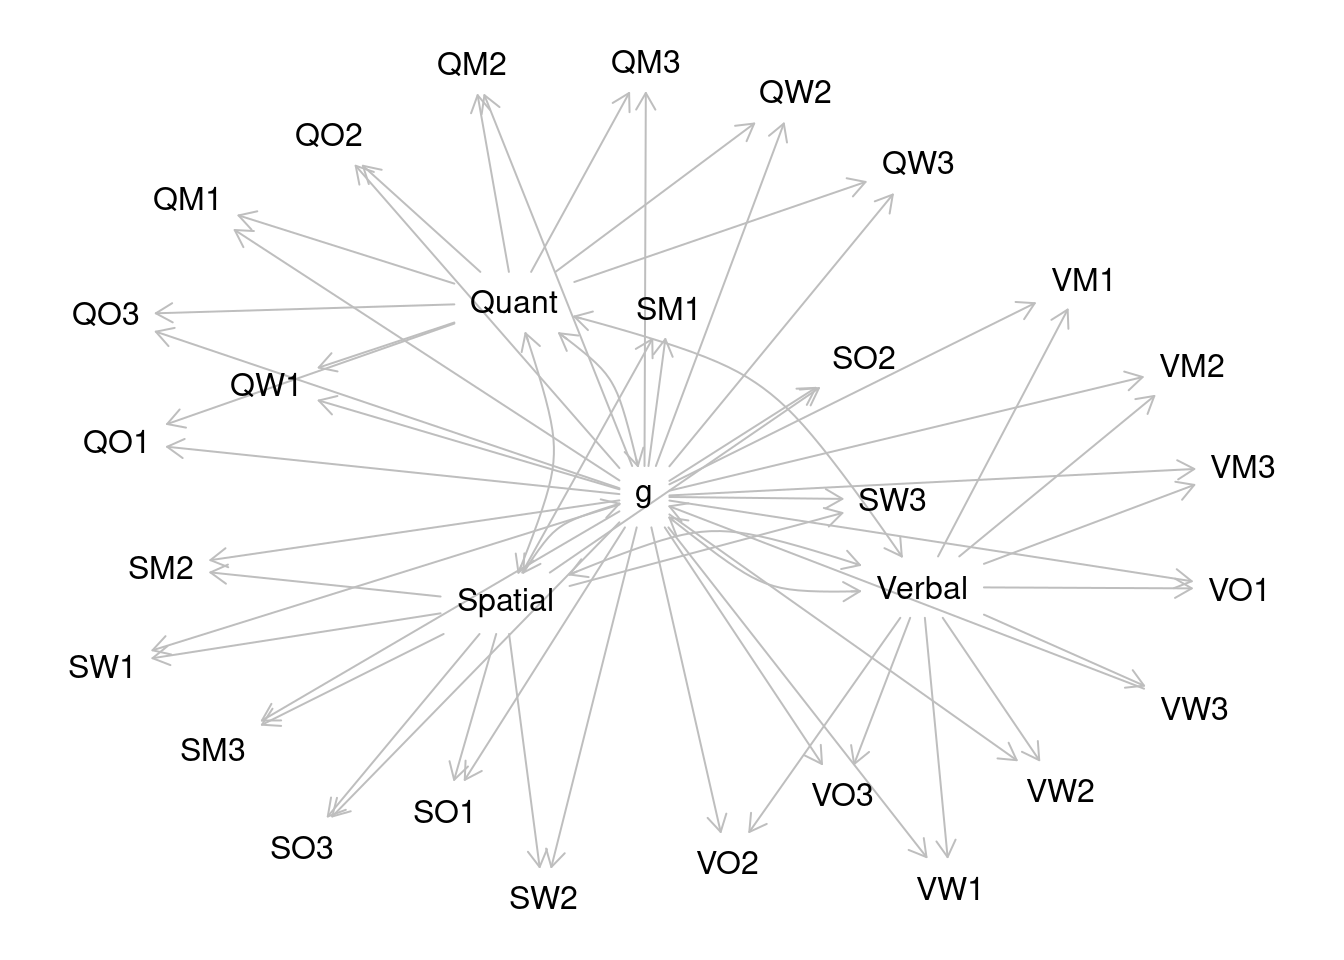 QM3
QM2
QW2
QO2
QW3
QM1
VM1
Quant
SM1
QO3
SO2
VM2
QW1
QO1
VM3
g
SW3
SM2
Verbal
VO1
Spatial
SW1
VW3
SM3
VW2
VO3
SO1
SO3
VO2
VW1
SW2